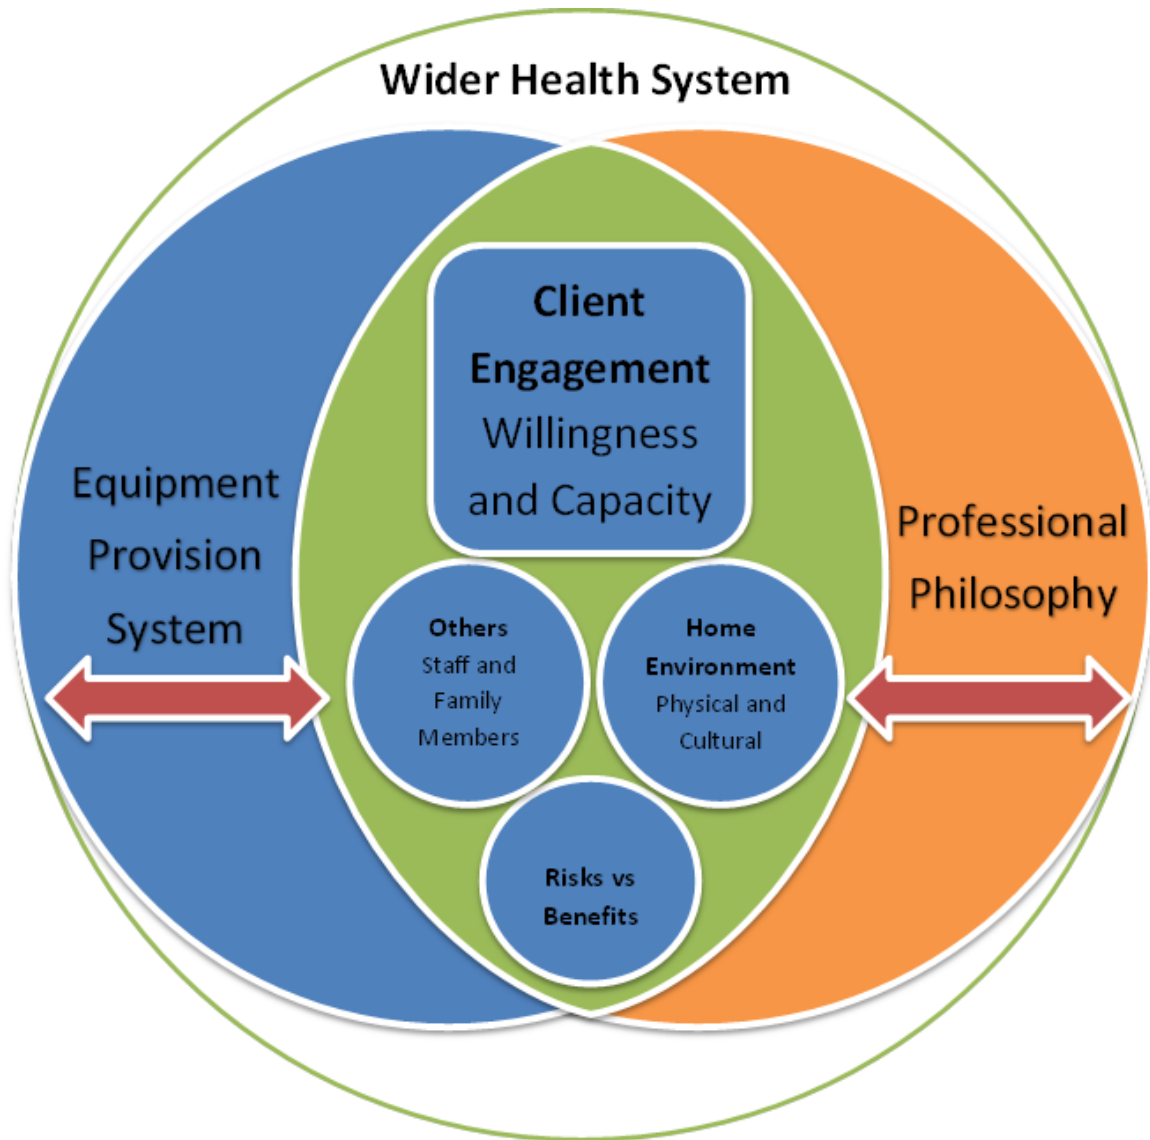 Wider Health System
Client
Engagement
Willingness
and Capacity
Equipment
Provision
System
Professional
Philosophy
Others
Staff and
Family
Members
Home
Environment
Physical and
Cultural
Risks vs
Benefits